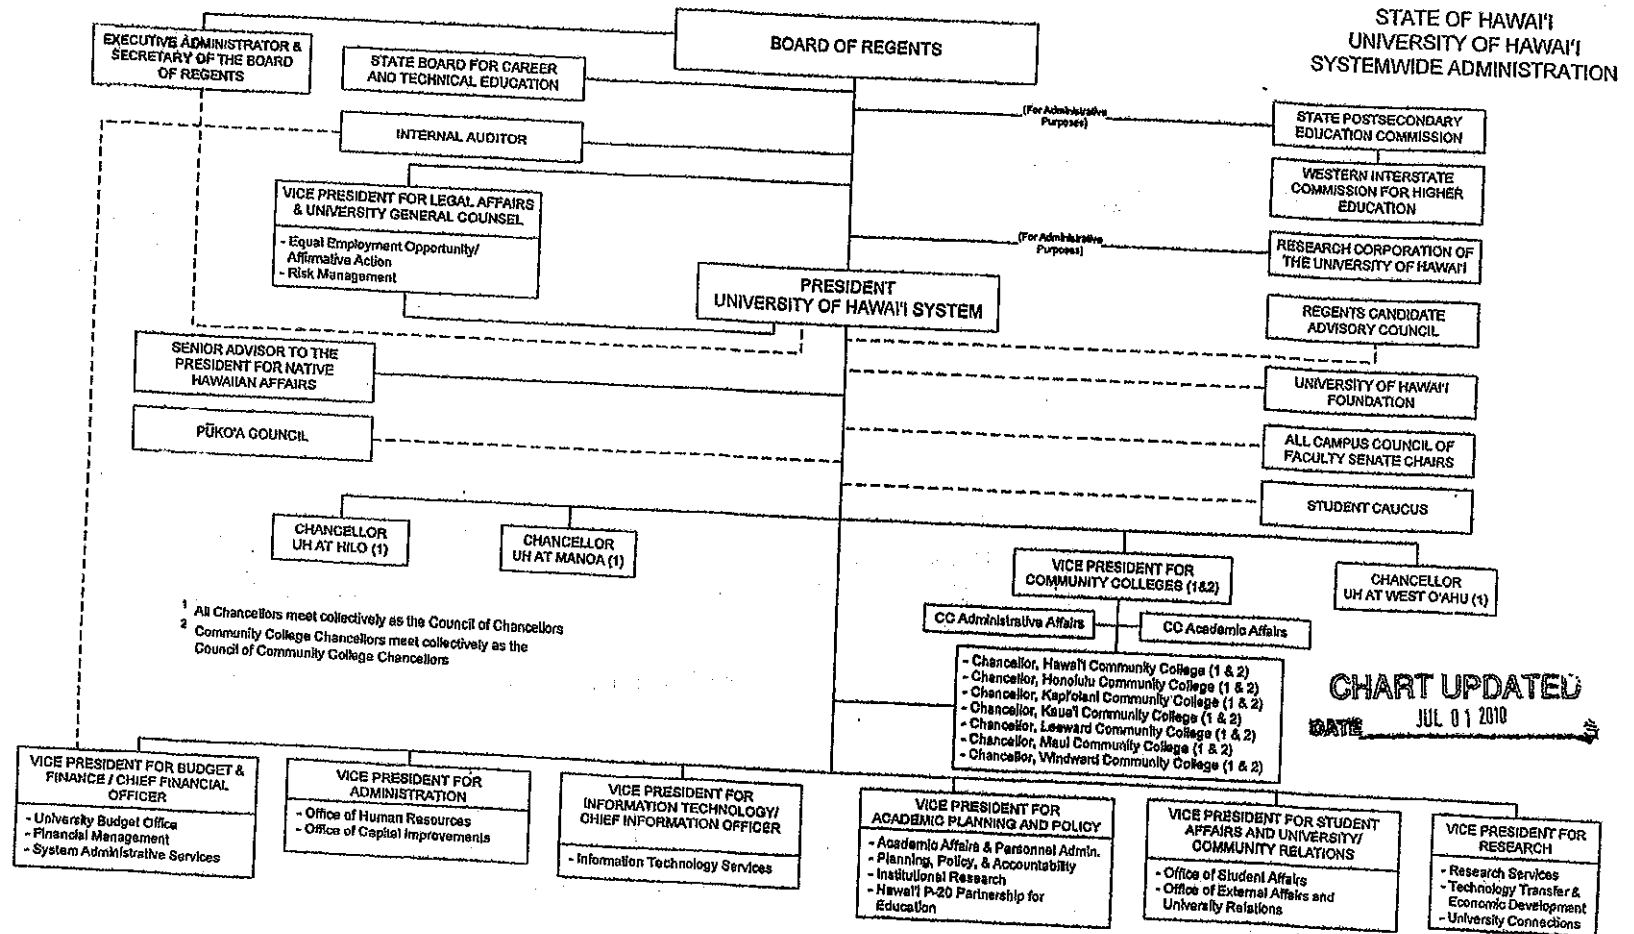 STATE OF HAWAI'I
UNIVERSITY OF HAWAI'I
SYSTEMWIDE ADMINISTRATION
BOARD OF REGENTS
EXECUTIVE ADMINISTRATOR &
SECRETARY OF THE BOARD
OF REGENTS
STATE BOARD FOR CAREER
AND TECHNICAL EDUCATION
(For Administrative
Purposes)
STATE POSTSECONDARY
EDUCATION COMMISSION
INTERNAL AUDITOR
WESTERN INTERSTATE
COMMISSION FOR HIGHER
EDUCATION
VICE PRESIDENT FOR LEGAL AFFAIRS
& UNIVERSITY GENERAL COUNSEL
- Equal Employment Opportunity/
Affirmative Action
- Risk Management
(For Administrative
Purposes)
RESEARCH CORPORATION OF
THE UNIVERSITY OF HAWAI'I
PRESIDENT
UNIVERSITY OF HAWAI'I SYSTEM
REGENTS CANDIDATE
ADVISORY COUNCIL
SENIOR ADVISOR TO THE
PRESIDENT FOR NATIVE
HAWAIIAN AFFAIRS
UNIVERSITY OF HAWAI'I
FOUNDATION
PŪKO'A COUNCIL
ALL CAMPUS COUNCIL OF
FACULTY SENATE CHAIRS
STUDENT CAUCUS
CHANCELLOR
UH AT HILO (1)
CHANCELLOR
UH AT MANOA (1)
VICE PRESIDENT FOR
COMMUNITY COLLEGES (1&2)
CHANCELLOR
UH AT WEST O'AHU (1)
CC Administrative Affairs
CC Academic Affairs
1 All Chancellors meet collectively as the Council of Chancellors
2 Community College Chancellors meet collectively as the
Council of Community College Chancellors
- Chancellor, Hawai'i Community College (1 & 2)
- Chancellor, Honolulu Community College (1 & 2)
- Chancellor, Kapi'olani Community College (1 & 2)
- Chancellor, Kaua'i Community College (1 & 2)
- Chancellor, Leeward Community College (1 & 2)
- Chancellor, Maui Community College (1 & 2)
- Chancellor, Windward Community College (1 & 2)
CHART UPDATED
DATE JUL 01 2010
VICE PRESIDENT FOR BUDGET &
FINANCE / CHIEF FINANCIAL
OFFICER
- University Budget Office
- Financial Management
- System Administrative Services
VICE PRESIDENT FOR
ADMINISTRATION
- Office of Human Resources
- Office of Capital Improvements
VICE PRESIDENT FOR
INFORMATION TECHNOLOGY/
CHIEF INFORMATION OFFICER
- Information Technology Services
VICE PRESIDENT FOR
ACADEMIC PLANNING AND POLICY
- Academic Affairs & Personnel Admin.
- Planning, Policy, & Accountability
- Institutional Research
- Hawai'i P-20 Partnership for
Education
VICE PRESIDENT FOR STUDENT
AFFAIRS AND UNIVERSITY/
COMMUNITY RELATIONS
- Office of Student Affairs
- Office of External Affairs and
University Relations
VICE PRESIDENT FOR
RESEARCH
- Research Services
- Technology Transfer &
Economic Development
- University Connections